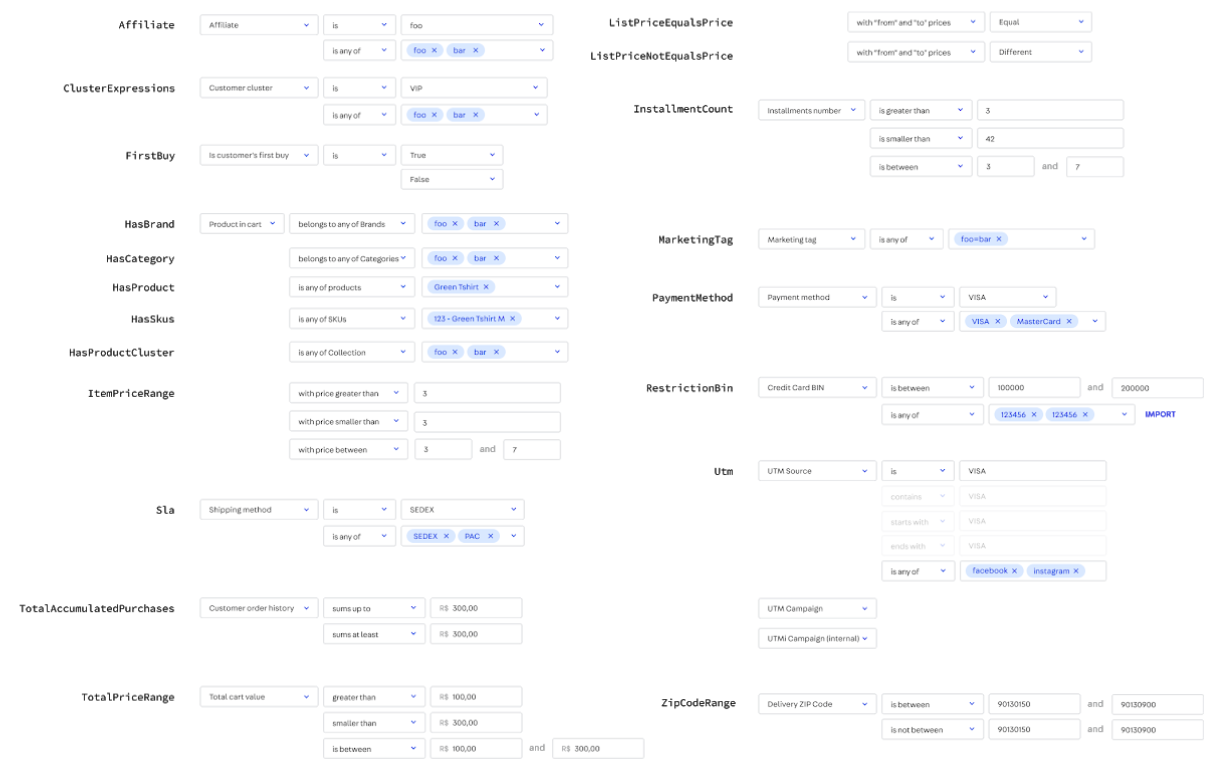 Affiliate Affiliate is foo
is any of foo × bar ×
ClusterExpressions Customer cluster is VIP
is any of foo × bar ×
FirstBuy Is customer's first buy is True
False
HasBrand Product in cart belongs to any of Brands foo × bar ×
HasCategory belongs to any of Categories foo × bar ×
HasProduct is any of products Green Tshirt ×
HasSkus is any of SKUs 123 - Green Tshirt M ×
HasProductCluster is any of Collection foo × bar ×
ItemPriceRange with price greater than 3
with price smaller than 3
with price between 3 and 7
Sla Shipping method is SEDEX
is any of SEDEX × PAC ×
TotalAccumulatedPurchases Customer order history sums up to R$ 300,00
sums at least R$ 300,00
TotalPriceRange Total cart value greater than R$ 100,00
smaller than R$ 300,00
is between R$ 100,00 and R$ 300,00
ListPriceEqualsPrice with "from" and "to" prices Equal
ListPriceNotEqualsPrice with "from" and "to" prices Different
InstallmentCount Installments number is greater than 3
is smaller than 42
is between 3 and 7
MarketingTag Marketing tag is any of foo=bar ×
PaymentMethod Payment method is VISA
is any of VISA × MasterCard ×
RestrictionBin Credit Card BIN is between 100000 and 200000
is any of 123456 × 123456 × IMPORT
Utm UTM Source is VISA
contains VISA
starts with VISA
ends with VISA
is any of facebook × instagram ×
UTM Campaign
UTMi Campaign (internal)
ZipCodeRange Delivery ZIP Code is between 90130150 and 90130900
is not between 90130150 and 90130900